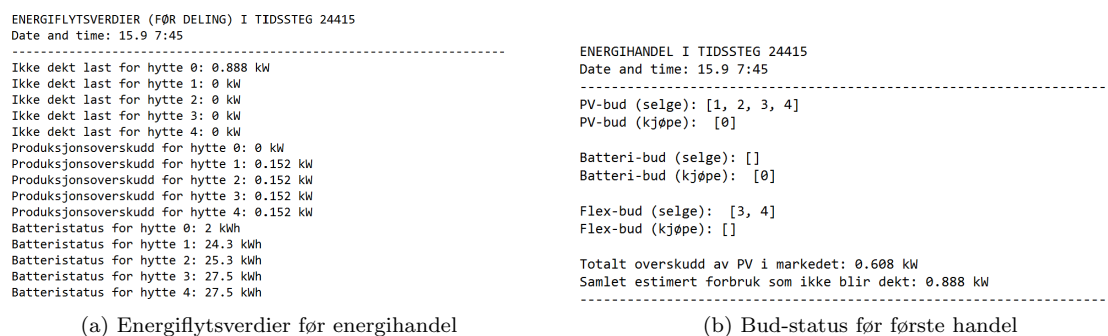 ENERGIFLYTSVERDIER (FØR DELING) I TIDSSTEG 24415
Date and time: 15.9 7:45
--------------------------------------------------------------------
Ikke dekt last for hytte 0: 0.888 kW
Ikke dekt last for hytte 1: 0 kW
Ikke dekt last for hytte 2: 0 kW
Ikke dekt last for hytte 3: 0 kW
Ikke dekt last for hytte 4: 0 kW
Produksjonsoverskudd for hytte 0: 0 kW
Produksjonsoverskudd for hytte 1: 0.152 kW
Produksjonsoverskudd for hytte 2: 0.152 kW
Produksjonsoverskudd for hytte 3: 0.152 kW
Produksjonsoverskudd for hytte 4: 0.152 kW
Batteristatus for hytte 0: 2 kWh
Batteristatus for hytte 1: 24.3 kWh
Batteristatus for hytte 2: 25.3 kWh
Batteristatus for hytte 3: 27.5 kWh
Batteristatus for hytte 4: 27.5 kWh
(a) Energiflytsverdier før energihandel
ENERGIHANDEL I TIDSSTEG 24415
Date and time: 15.9 7:45
--------------------------------------------------------------------
PV-bud (selge): [1, 2, 3, 4]
PV-bud (kjøpe):  [0]
Batteri-bud (selge): []
Batteri-bud (kjøpe):  [0]
Flex-bud (selge):  [3, 4]
Flex-bud (kjøpe): []
Totalt overskudd av PV i markedet: 0.608 kW
Samlet estimert forbruk som ikke blir dekt: 0.888 kW
--------------------------------------------------------------------
(b) Bud-status før første handel